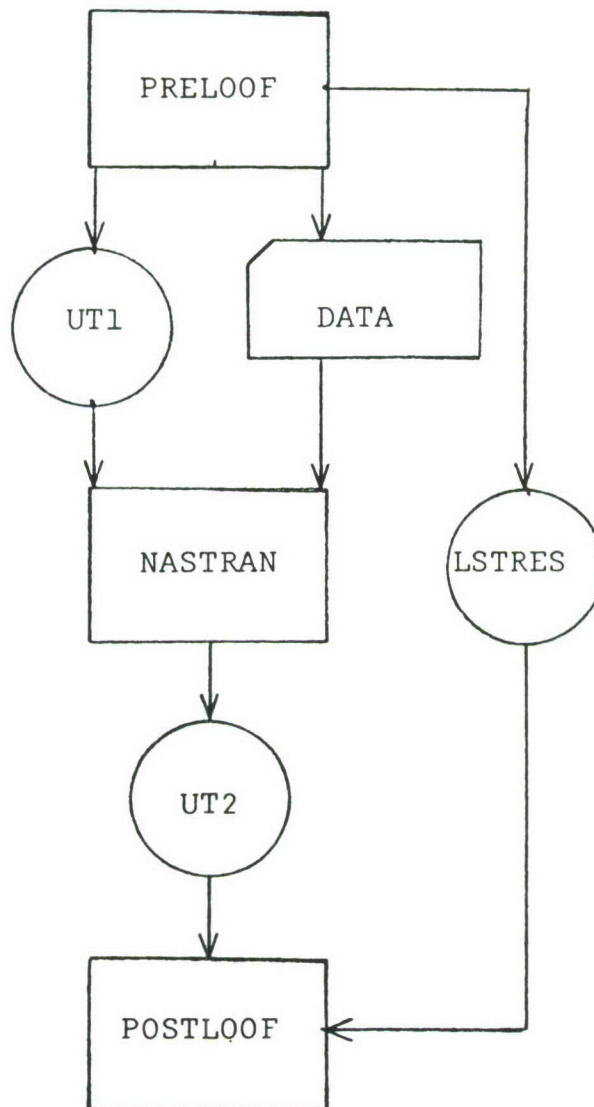 PRELOOF
UT1
DATA
NASTRAN
LSTRES
UT2
POSTLOOF